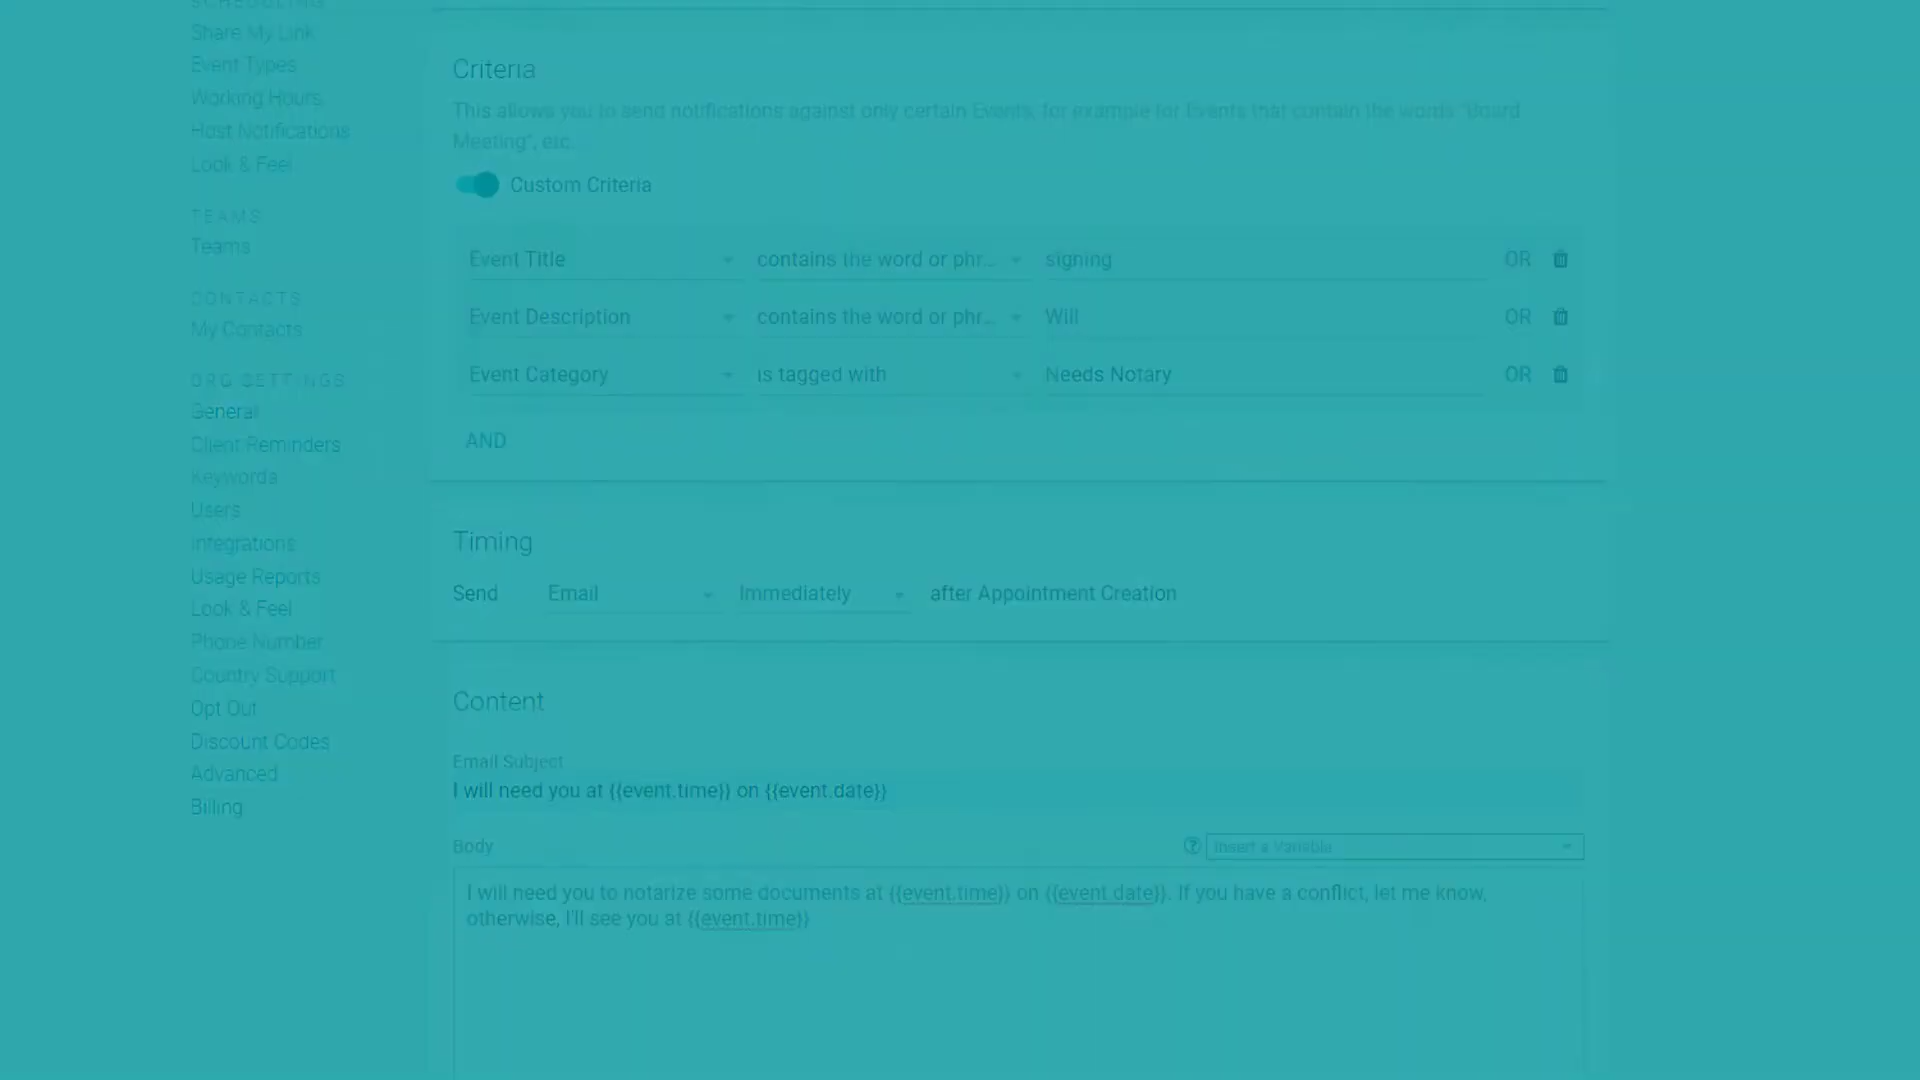 SCHEDULING
Share My Link
Event Types
Working Hours
Host Notifications
Look & Feel
TEAMS
Teams
CONTACTS
My Contacts
ORG SETTINGS
General
Client Reminders
Keywords
Users
Integrations
Usage Reports
Look & Feel
Phone Number
Country Support
Opt Out
Discount Codes
Advanced
Billing
Criteria
This allows you to send notifications against only certain Events, for example for Events that contain the words "Board
Meeting", etc.
Custom Criteria
Event Title contains the word or phr... signing OR
Event Description contains the word or phr... Will OR
Event Category is tagged with Needs Notary OR
AND
Timing
Send Email Immediately after Appointment Creation
Content
Email Subject
I will need you at {{event.time}} on {{event.date}}
Body ? Insert a Variable
I will need you to notarize some documents at {{event.time}} on {{event.date}}. If you have a conflict, let me know,
otherwise, I'll see you at {{event.time}}